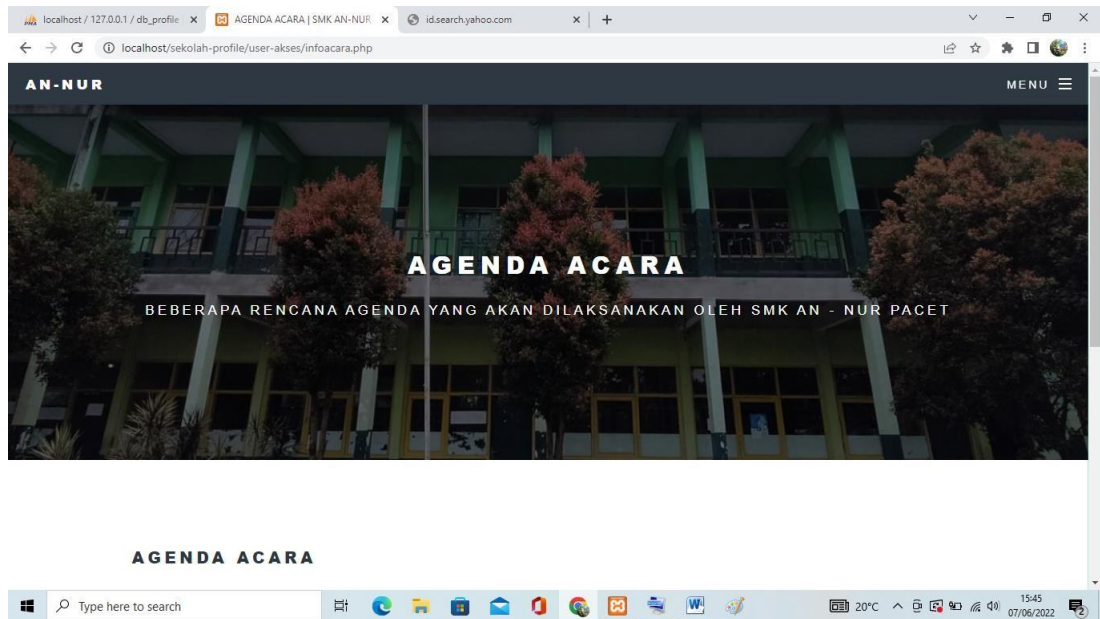 localhost / 127.0.0.1 / db_profile
AGENDA ACARA | SMK AN-NUR
id.search.yahoo.com
localhost/sekolah-profile/user-akses/infoacara.php
AN-NUR
MENU
AGENDA ACARA
BEBERAPA RENCANA AGENDA YANG AKAN DILAKSANAKAN OLEH SMK AN - NUR PACET
AGENDA ACARA
Type here to search
20°C
15:45
07/06/2022
2